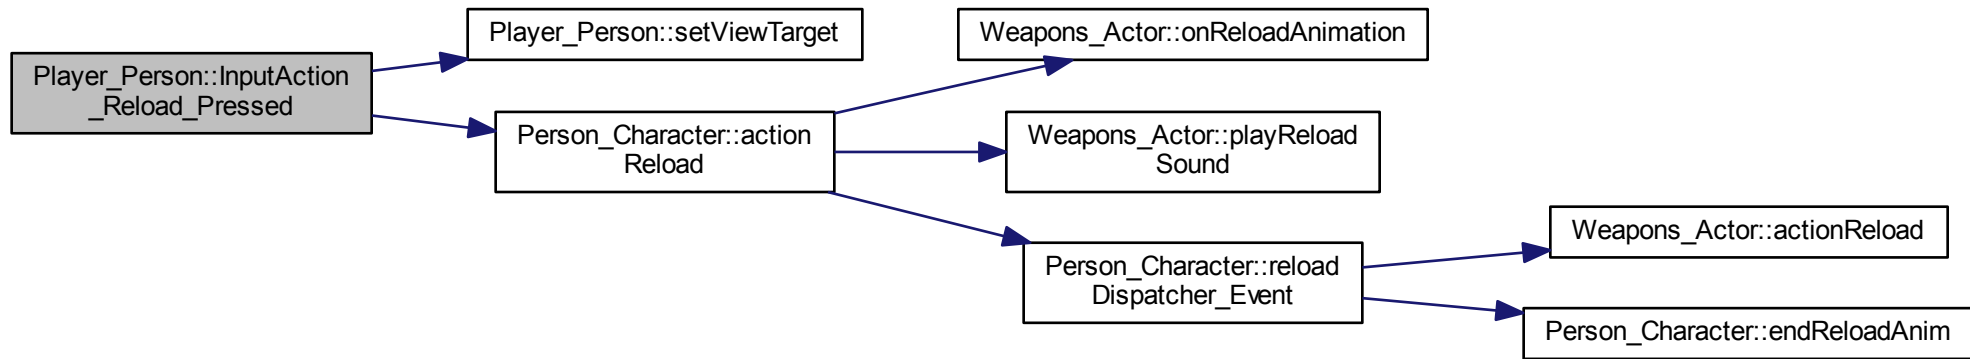 Player_Person::InputAction
_Reload_Pressed
Player_Person::setViewTarget
Person_Character::action
Reload
Weapons_Actor::onReloadAnimation
Weapons_Actor::playReload
Sound
Person_Character::reload
Dispatcher_Event
Weapons_Actor::actionReload
Person_Character::endReloadAnim